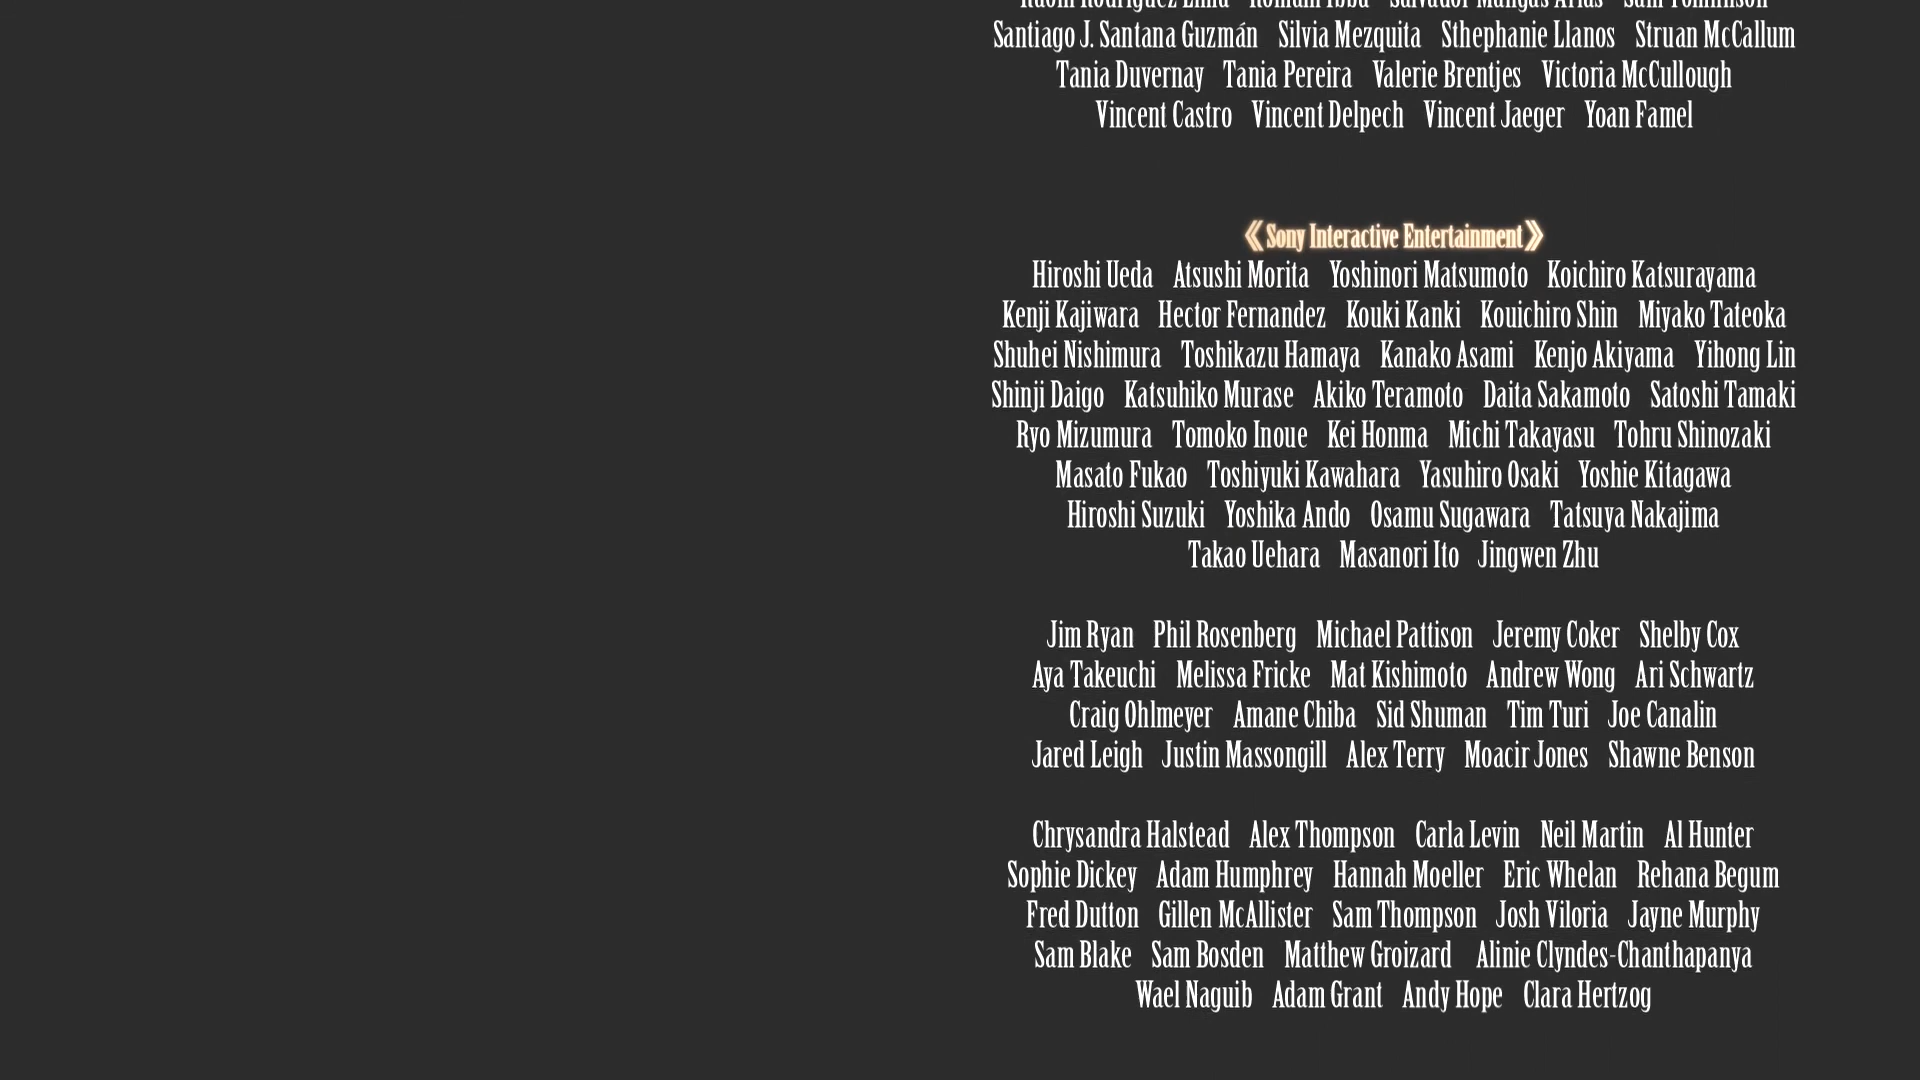 Santiago J. Santana Guzmán Silvia Mezquita Sthephanie Llanos Struan McCallum
Tania Duvernay Tania Pereira Valerie Brentjes Victoria McCullough
Vincent Castro Vincent Delpech Vincent Jaeger Yoan Famel
《Sony Interactive Entertainment》
Hiroshi Ueda Atsushi Morita Yoshinori Matsumoto Koichiro Katsurayama
Kenji Kajiwara Hector Fernandez Kouki Kanki Kouichiro Shin Miyako Tateoka
Shuhei Nishimura Toshikazu Hamaya Kanako Asami Kenjo Akiyama Yihong Lin
Shinji Daigo Katsuhiko Murase Akiko Teramoto Daita Sakamoto Satoshi Tamaki
Ryo Mizumura Tomoko Inoue Kei Honma Michi Takayasu Tohru Shinozaki
Masato Fukao Toshiyuki Kawahara Yasuhiro Osaki Yoshie Kitagawa
Hiroshi Suzuki Yoshika Ando Osamu Sugawara Tatsuya Nakajima
Takao Uehara Masanori Ito Jingwen Zhu
Jim Ryan Phil Rosenberg Michael Pattison Jeremy Coker Shelby Cox
Aya Takeuchi Melissa Fricke Mat Kishimoto Andrew Wong Ari Schwartz
Craig Ohlmeyer Amane Chiba Sid Shuman Tim Turi Joe Canalin
Jared Leigh Justin Massongill Alex Terry Moacir Jones Shawne Benson
Chrysandra Halstead Alex Thompson Carla Levin Neil Martin Al Hunter
Sophie Dickey Adam Humphrey Hannah Moeller Eric Whelan Rehana Begum
Fred Dutton Gillen McAllister Sam Thompson Josh Viloria Jayne Murphy
Sam Blake Sam Bosden Matthew Groizard Alinie Clyndes-Chanthapanya
Wael Naguib Adam Grant Andy Hope Clara Hertzog